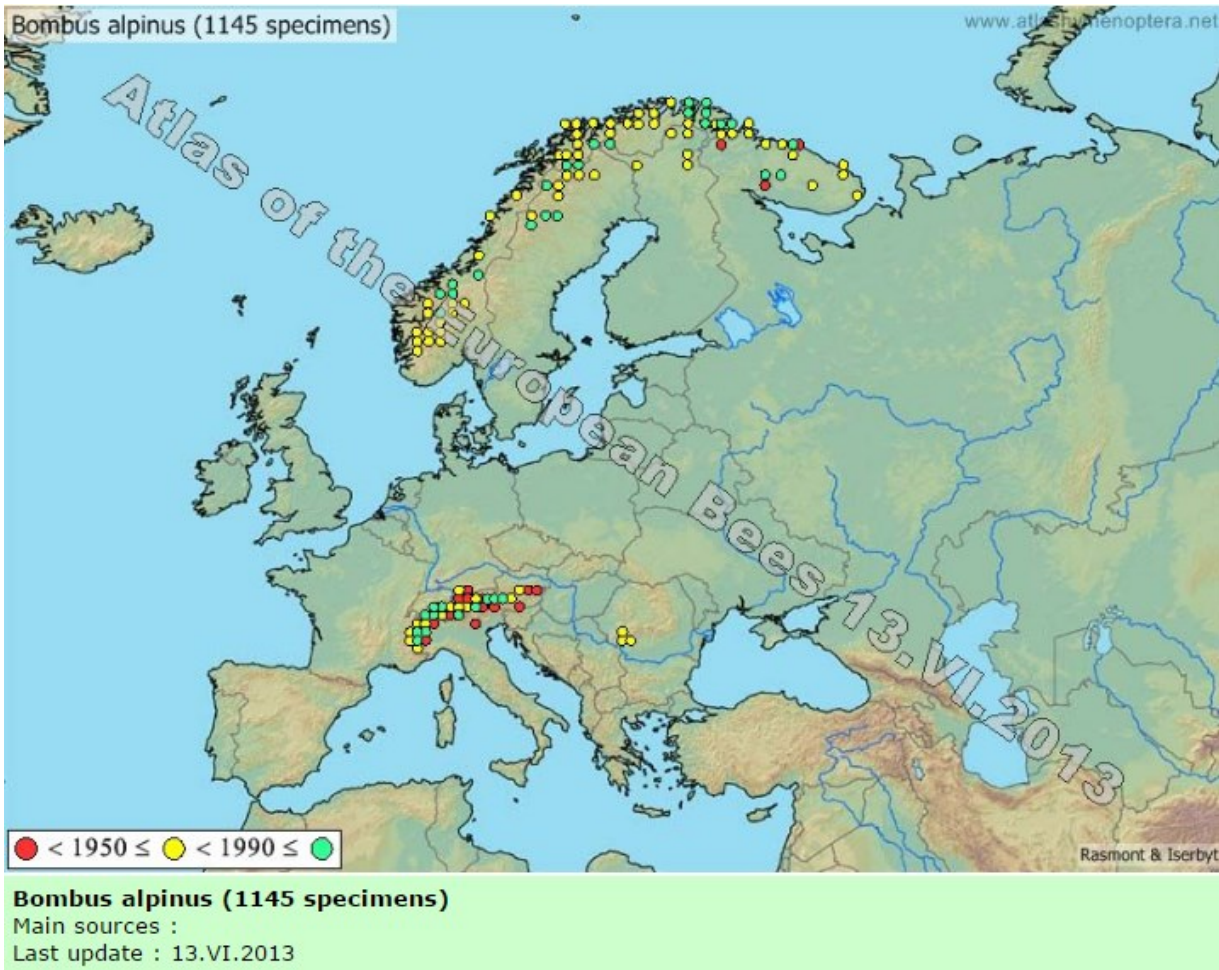 Bombus alpinus (1145 specimens)
www.atlashymenoptera.net
Atlas of the European Bees 13.VI.2013
< 1950 ≤ < 1990 ≤
Rasmont & Iserbyt
Bombus alpinus (1145 specimens)
Main sources :
Last update : 13.VI.2013